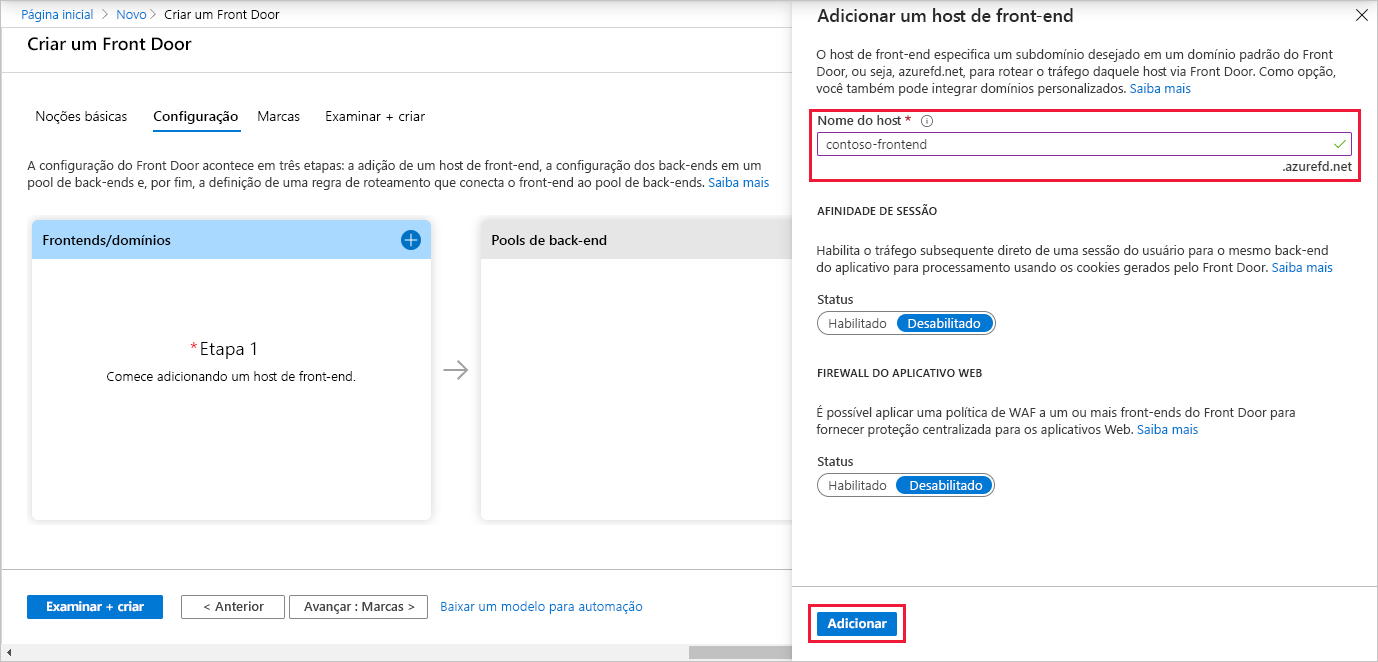 Página inicial > Novo > Criar um Front Door
Criar um Front Door
Noções básicas Configuração Marcas Examinar + criar
A configuração do Front Door acontece em três etapas: a adição de um host de front-end, a configuração dos back-ends em um
pool de back-ends e, por fim, a definição de uma regra de roteamento que conecta o front-end ao pool de back-ends. Saiba mais
Frontends/domínios
*Etapa 1
Comece adicionando um host de front-end.
Pools de back-end
Examinar + criar
< Anterior
Avançar : Marcas >
Baixar um modelo para automação
Adicionar um host de front-end
O host de front-end especifica um subdomínio desejado em um domínio padrão do Front
Door, ou seja, azurefd.net, para rotear o tráfego daquele host via Front Door. Como opção,
você também pode integrar domínios personalizados. Saiba mais
Nome do host *
contoso-frontend
.azurefd.net
AFINIDADE DE SESSÃO
Habilita o tráfego subsequente direto de uma sessão do usuário para o mesmo back-end
do aplicativo para processamento usando os cookies gerados pelo Front Door. Saiba mais
Status
Habilitado Desabilitado
FIREWALL DO APLICATIVO WEB
É possível aplicar uma política de WAF a um ou mais front-ends do Front Door para
fornecer proteção centralizada para os aplicativos Web. Saiba mais
Status
Habilitado Desabilitado
Adicionar